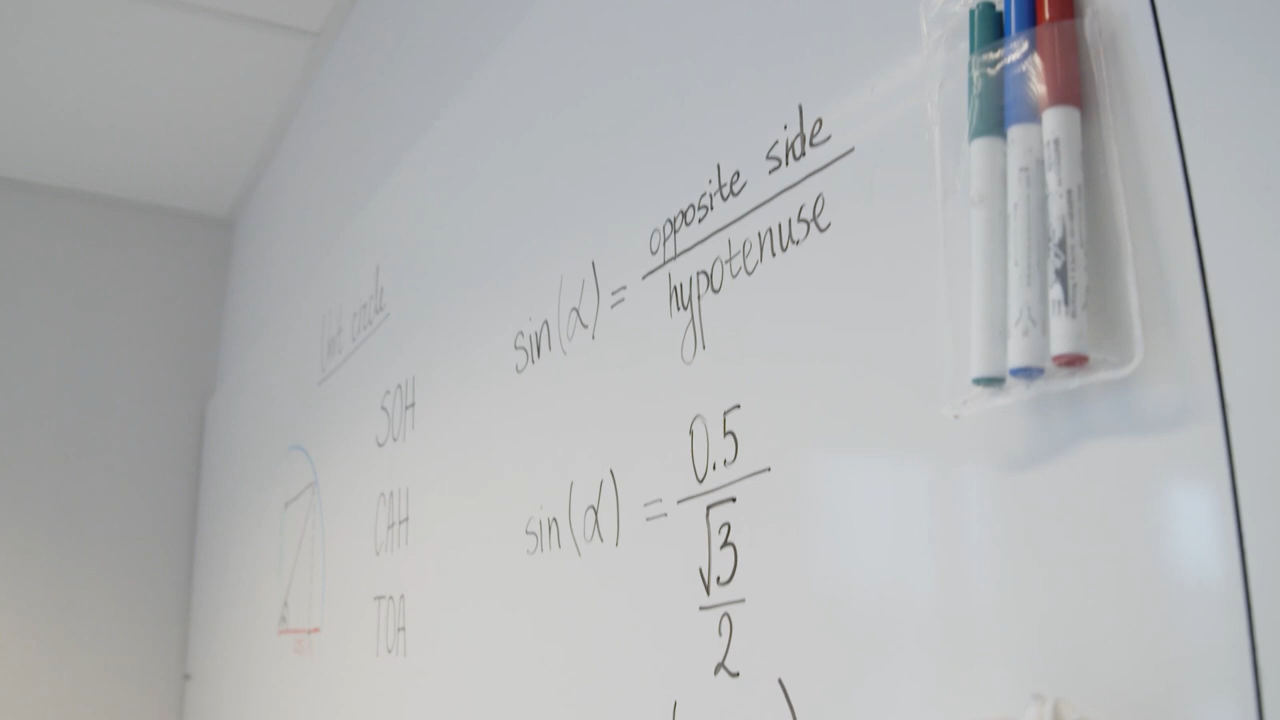 Unit circle
SOH
CAH
TOA
sin(α) = opposite side / hypotenuse
sin(α) = 0.5 / √3 / 2